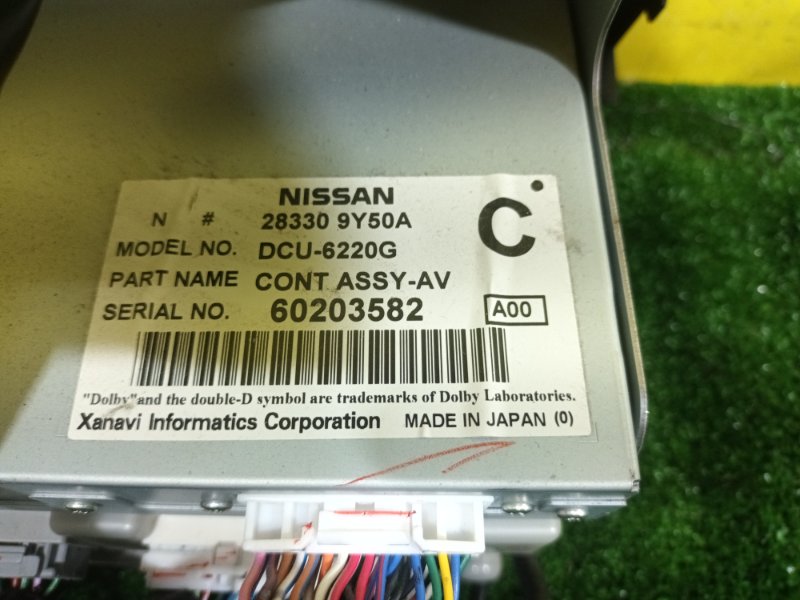 NISSAN
N # 28330 9Y50A
C
MODEL NO. DCU-6220G
PART NAME CONT ASSY-AV
SERIAL NO. 60203582 A00
"Dolby"and the double-D symbol are trademarks of Dolby Laboratories.
Xanavi Informatics Corporation MADE IN JAPAN (0)